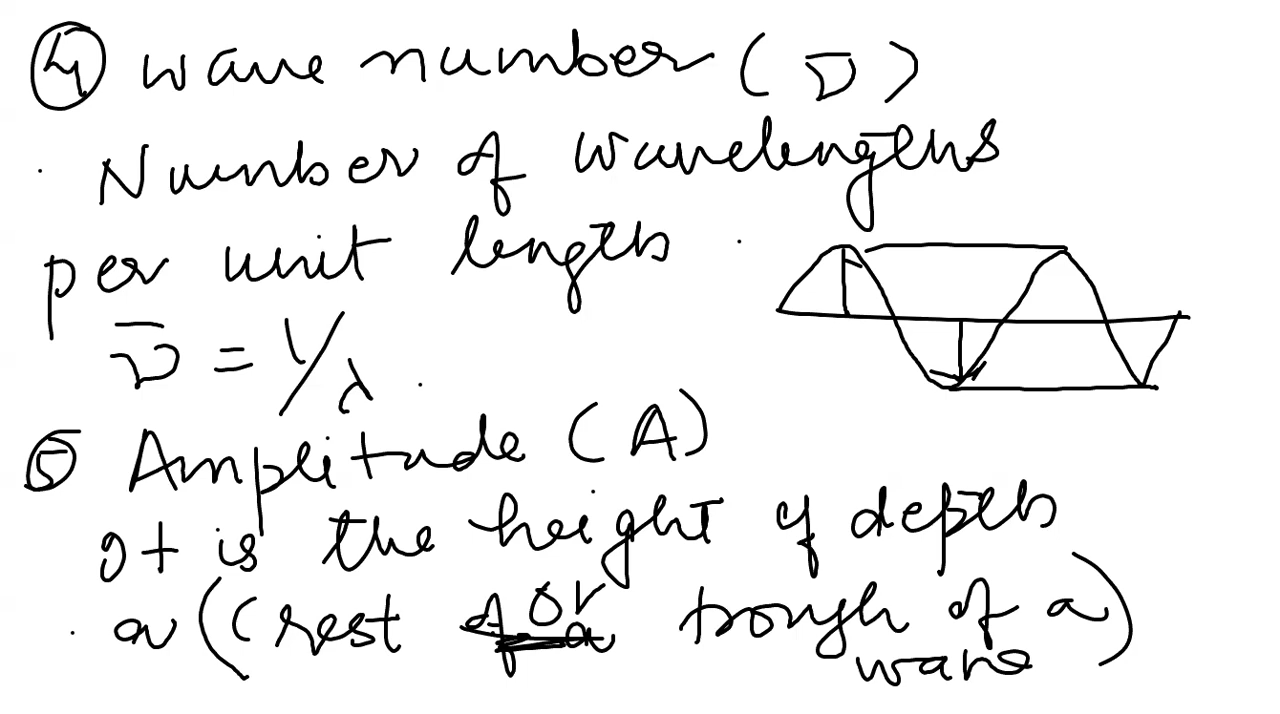 ④ wave number (ν̄)
Number of wavelengths
per unit length
ν̄ = 1/λ
⑤ Amplitude (A)
It is the height of depth
a (Crest or trough of a
wave)